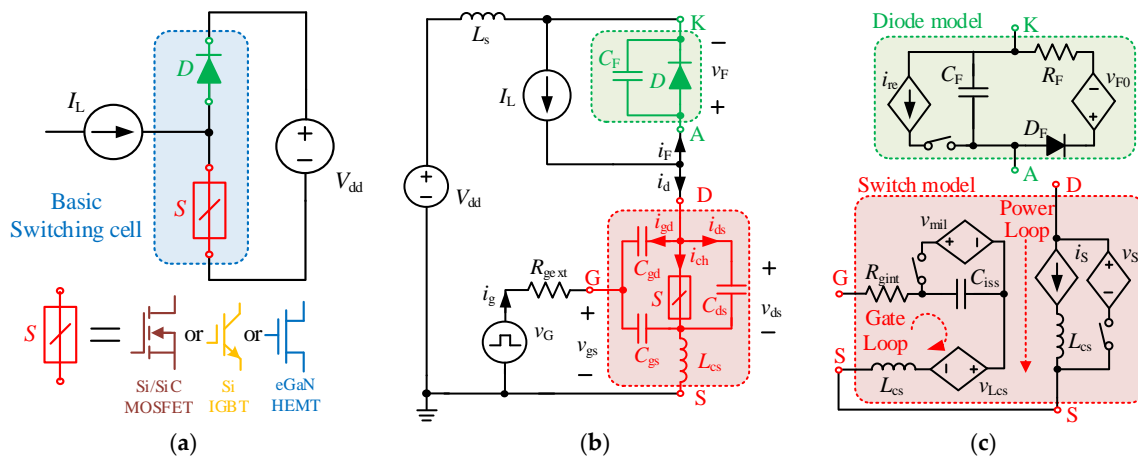 D
I_L
+
−
V_dd
S
Basic
Switching cell
S
=
or
or
Si/SiC
MOSFET
Si
IGBT
eGaN
HEMT
(a)
L_s
K
C_F
D
−
v_F
+
I_L
A
i_F
i_d
+
−
V_dd
D
i_gd
i_ds
C_gd
i_ch
R_gext
G
S
C_ds
+
v_ds
−
i_g
v_G
+
v_gs
−
C_gs
L_cs
S
(b)
Diode model
K
i_re
C_F
R_F
−
+
v_F0
D_F
A
Switch model
D
Power
Loop
v_mil
+
−
G
R_gint
C_iss
i_S
+
−
v_S
Gate
Loop
S
L_cs
−
+
v_Lcs
L_cs
S
(c)